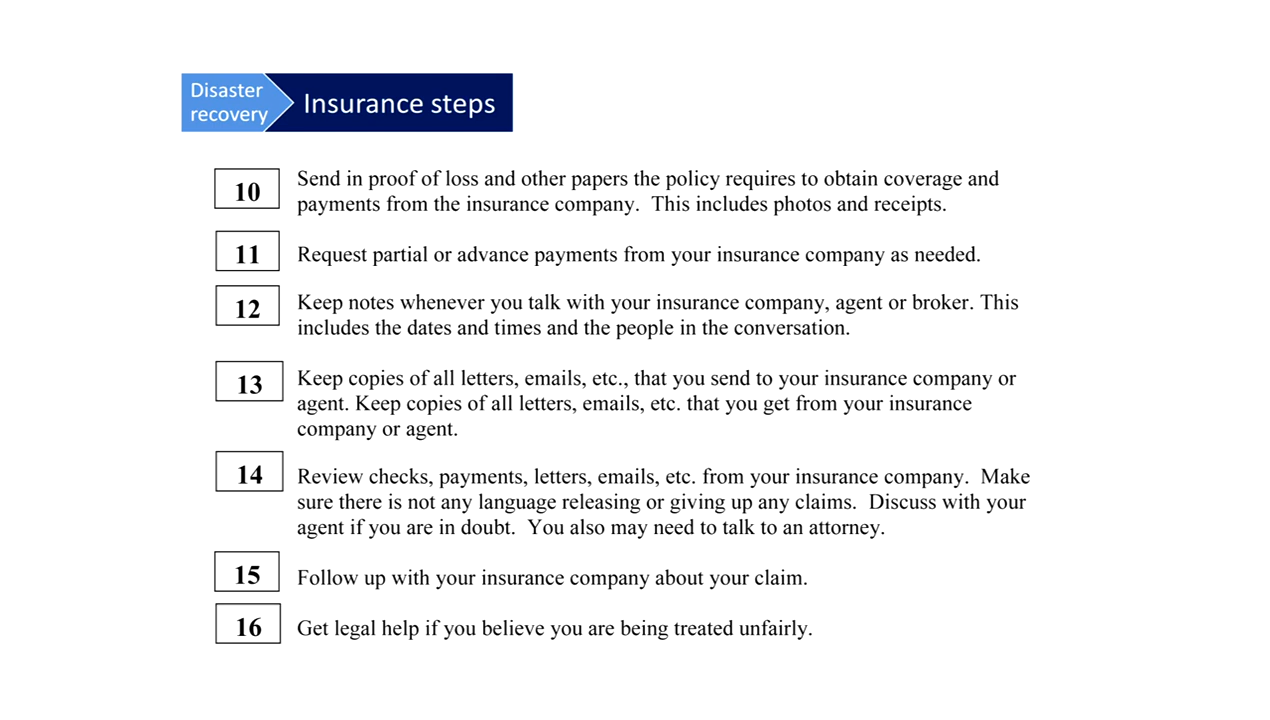 Disaster
recovery
Insurance steps
10
Send in proof of loss and other papers the policy requires to obtain coverage and
payments from the insurance company.  This includes photos and receipts.
11
Request partial or advance payments from your insurance company as needed.
12
Keep notes whenever you talk with your insurance company, agent or broker. This
includes the dates and times and the people in the conversation.
13
Keep copies of all letters, emails, etc., that you send to your insurance company or
agent. Keep copies of all letters, emails, etc. that you get from your insurance
company or agent.
14
Review checks, payments, letters, emails, etc. from your insurance company.  Make
sure there is not any language releasing or giving up any claims.  Discuss with your
agent if you are in doubt.  You also may need to talk to an attorney.
15
Follow up with your insurance company about your claim.
16
Get legal help if you believe you are being treated unfairly.